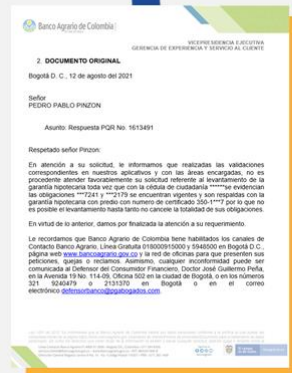 Banco Agrario de Colombia
VICEPRESIDENCIA EJECUTIVA
GERENCIA DE EXPERIENCIA Y SERVICIO AL CLIENTE
2. DOCUMENTO ORIGINAL
Bogotá D. C., 12 de agosto del 2021
Señor
PEDRO PABLO PINZON
Asunto: Respuesta PQR No. 1613491
Respetado señor Pinzon:
En atención a su solicitud, le informamos que realizadas las validaciones
correspondientes en nuestros aplicativos y con las áreas encargadas, no es
procedente atender favorablemente su solicitud referente al levantamiento de la
garantía hipotecaria toda vez que con la cédula de ciudadanía ******se evidencian
las obligaciones ***7241 y ***2179 se encuentran vigentes y son respaldas con la
garantía hipotecaria con predio con numero de certificado 350-1***7 por lo que no
es posible el levantamiento hasta tanto no cancele la totalidad de sus obligaciones.
En virtud de lo anterior, damos por finalizada la atención a su requerimiento.
Le recordamos que Banco Agrario de Colombia tiene habilitados los canales de
Contacto Banco Agrario, Línea Gratuita 018000915000 y 5948500 en Bogotá D.C.,
página web www.bancoagrario.gov.co y la red de oficinas para que presenten sus
peticiones, quejas o reclamos. Asimismo, cualquier inconformidad puede ser
comunicada al Defensor del Consumidor Financiero, Doctor José Guillermo Peña,
en la Avenida 19 No. 114-09, Oficina 502 en la ciudad de Bogotá, o en los números
321 9240479 o 2131370 en Bogotá o en el correo
electrónico defensorbanco@pgabogados.com.